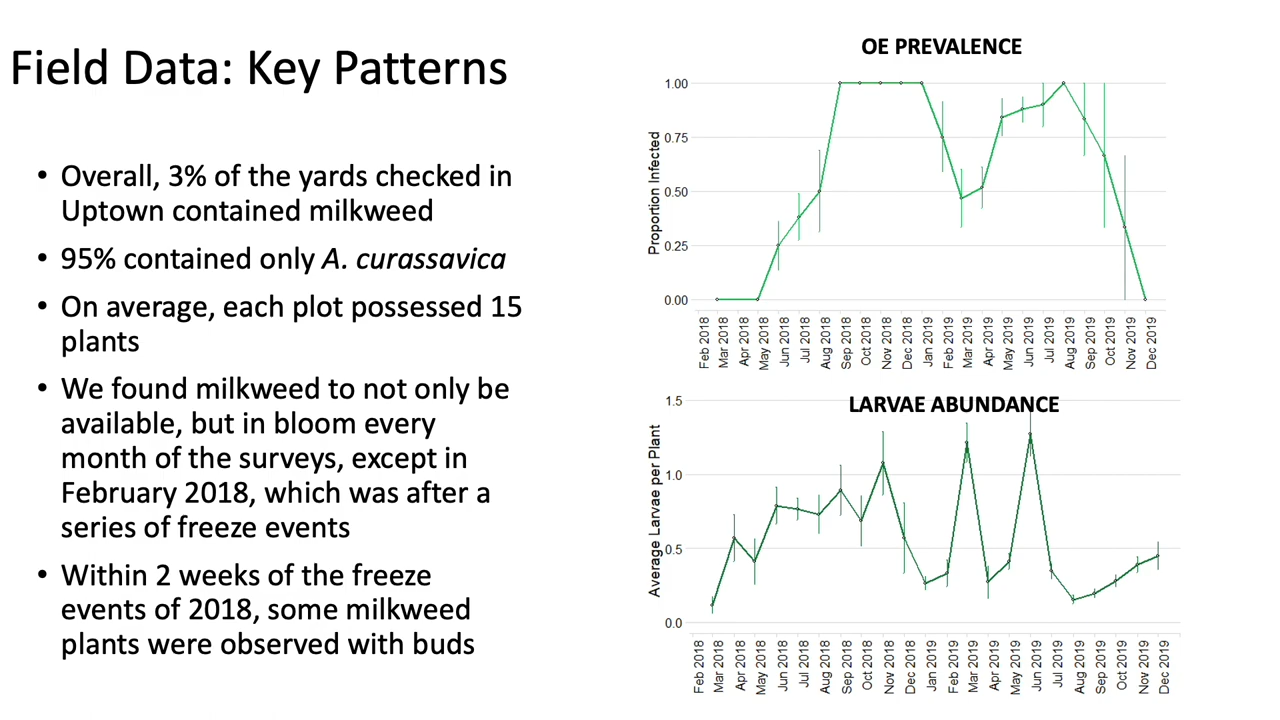 Field Data: Key Patterns
• Overall, 3% of the yards checked in
Uptown contained milkweed
• 95% contained only A. curassavica
• On average, each plot possessed 15
plants
• We found milkweed to not only be
available, but in bloom every
month of the surveys, except in
February 2018, which was after a
series of freeze events
• Within 2 weeks of the freeze
events of 2018, some milkweed
plants were observed with buds
OE PREVALENCE
Proportion Infected
1.00
0.75
0.50
0.25
0.00
Feb 2018
Mar 2018
Apr 2018
May 2018
Jun 2018
Jul 2018
Aug 2018
Sep 2018
Oct 2018
Nov 2018
Dec 2018
Jan 2019
Feb 2019
Mar 2019
Apr 2019
May 2019
Jun 2019
Jul 2019
Aug 2019
Sep 2019
Oct 2019
Nov 2019
Dec 2019
LARVAE ABUNDANCE
Average Larvae per Plant
1.5
1.0
0.5
0.0
Feb 2018
Mar 2018
Apr 2018
May 2018
Jun 2018
Jul 2018
Aug 2018
Sep 2018
Oct 2018
Nov 2018
Dec 2018
Jan 2019
Feb 2019
Mar 2019
Apr 2019
May 2019
Jun 2019
Jul 2019
Aug 2019
Sep 2019
Oct 2019
Nov 2019
Dec 2019